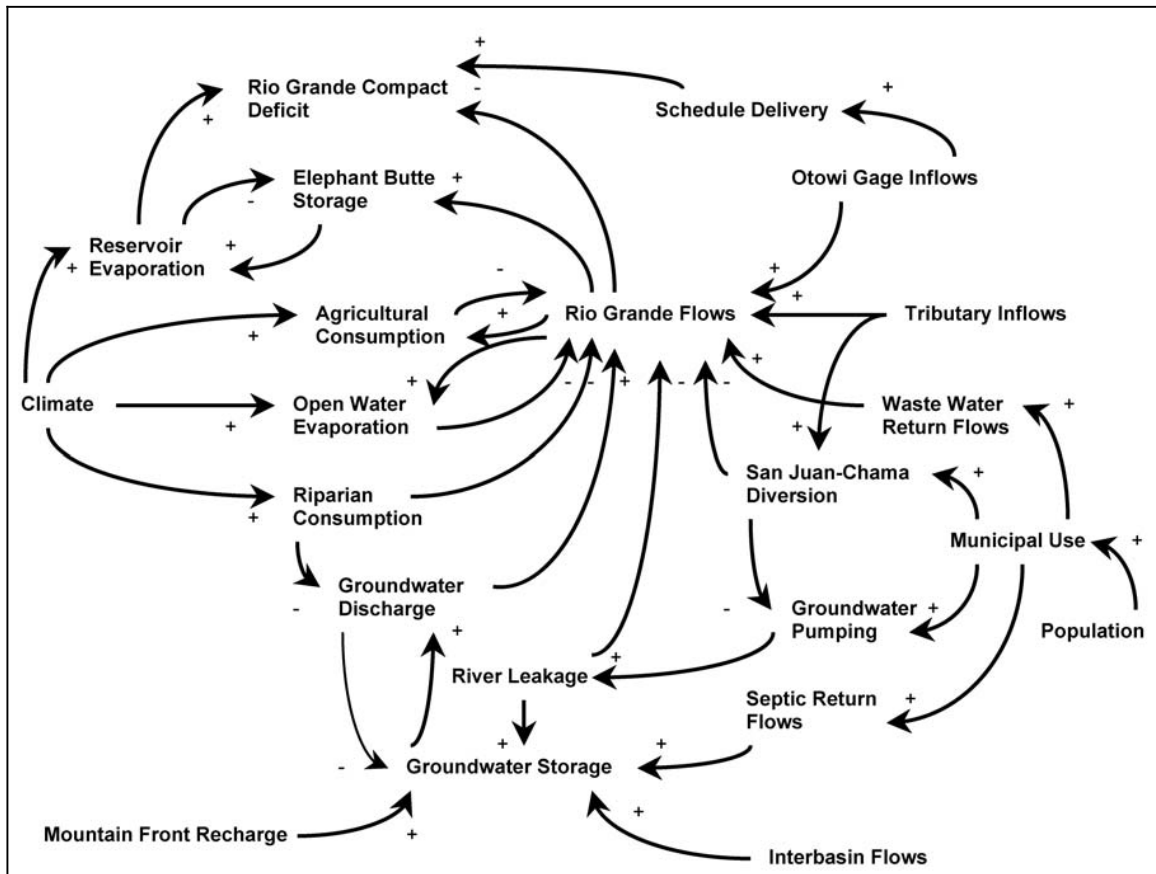 +
Rio Grande Compact
Deficit
-
+
Schedule Delivery
+
Otowi Gage Inflows
Elephant Butte
Storage
+
-
Reservoir
Evaporation
+
+
Agricultural
Consumption
-
+
+
Rio Grande Flows
+
+
Tributary Inflows
Climate
Open Water
Evaporation
+
+
- - + - -
+
Waste Water
Return Flows
+
+
Riparian
Consumption
+
San Juan-Chama
Diversion
+
Municipal Use
+
Groundwater
Discharge
-
+
-
Groundwater
Pumping
+
Population
River Leakage
+
Septic Return
Flows
+
+
+
-
Groundwater Storage
Mountain Front Recharge
+
+
Interbasin Flows